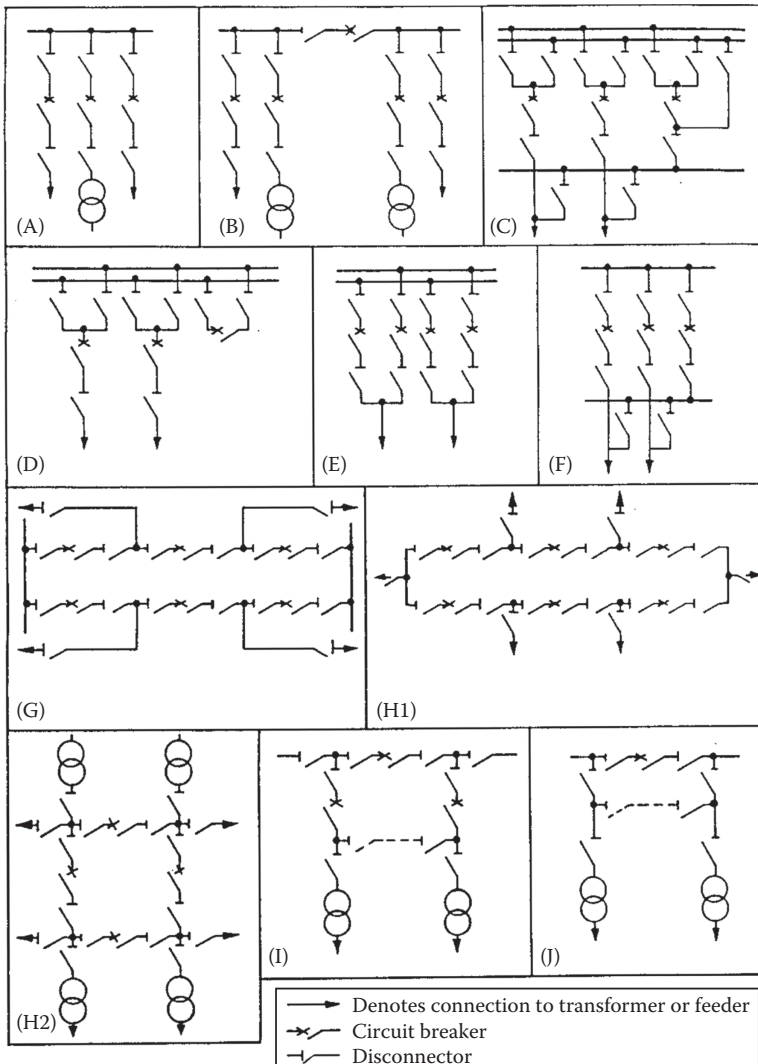 (A)
(B)
(C)
(D)
(E)
(F)
(G)
(H1)
(H2)
(I)
(J)
Denotes connection to transformer or feeder
Circuit breaker
Disconnector